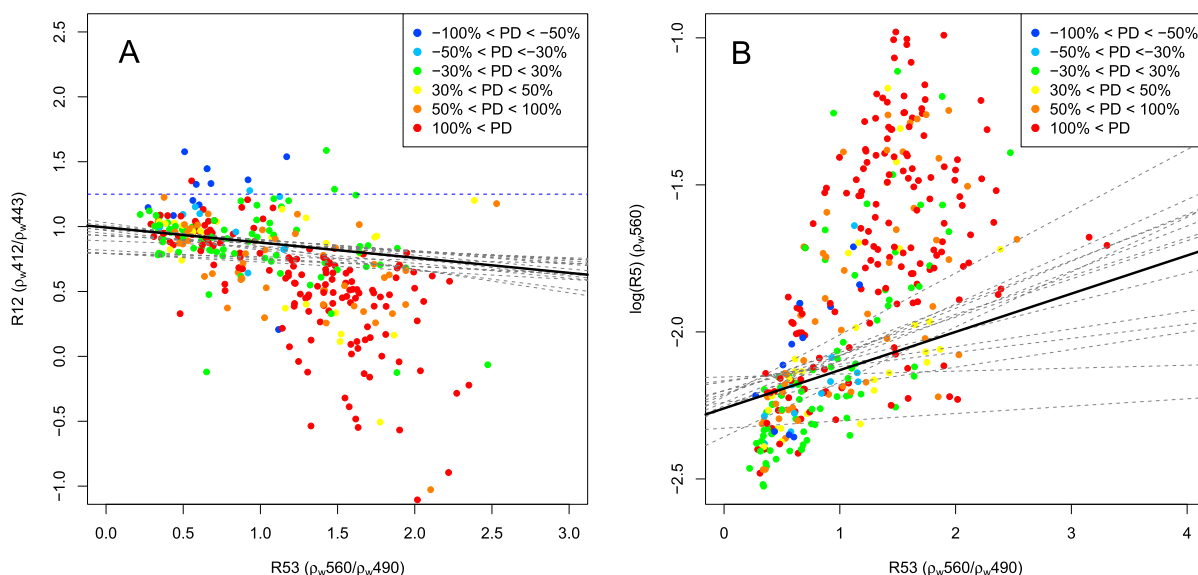 A
−100% < PD < −50%
−50% < PD <−30%
−30% < PD < 30%
30% < PD < 50%
50% < PD < 100%
100% < PD
2.5
2.0
1.5
1.0
0.5
0.0
−0.5
−1.0
R12 (ρw412/ρw443)
0.0 0.5 1.0 1.5 2.0 2.5 3.0
R53 (ρw560/ρw490)
B
−100% < PD < −50%
−50% < PD <−30%
−30% < PD < 30%
30% < PD < 50%
50% < PD < 100%
100% < PD
−1.0
−1.5
−2.0
−2.5
log(R5) (ρw560)
0 1 2 3 4
R53 (ρw560/ρw490)